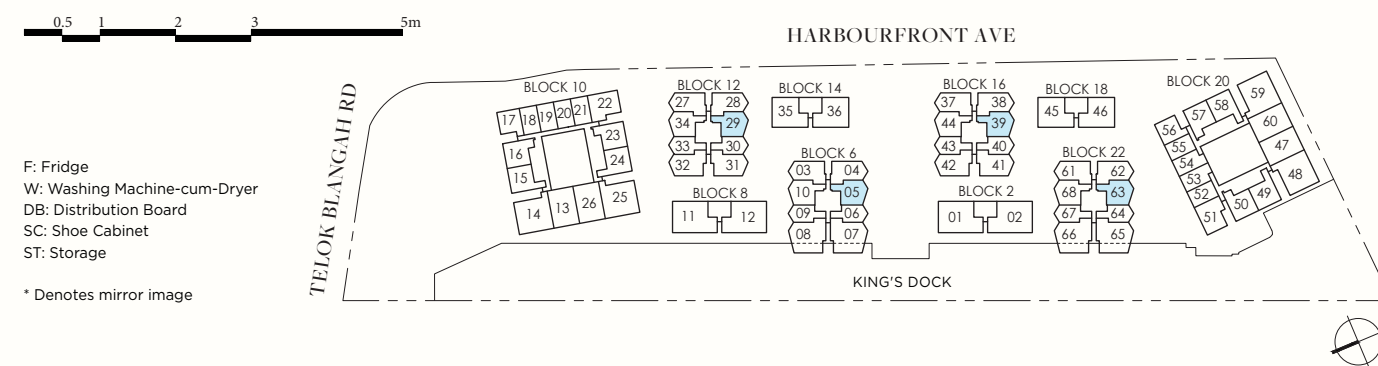 0.5 1 2 3 5m
HARBOURFRONT AVE
TELOK BLANGAH RD
F: Fridge
W: Washing Machine-cum-Dryer
DB: Distribution Board
SC: Shoe Cabinet
ST: Storage
* Denotes mirror image
BLOCK 10
17 18 19 20 21 22
16 23
15 24
14 13 26 25
BLOCK 12
27 28
34 29
33 30
32 31
BLOCK 14
35 36
BLOCK 6
03 04
10 05
09 06
08 07
BLOCK 8
11 12
BLOCK 16
37 38
44 39
43 40
42 41
BLOCK 18
45 46
BLOCK 2
01 02
BLOCK 22
61 62
68 63
67 64
66 65
BLOCK 20
59
58
57
56 60
55 47
54
53 48
52 49
51 50
KING'S DOCK